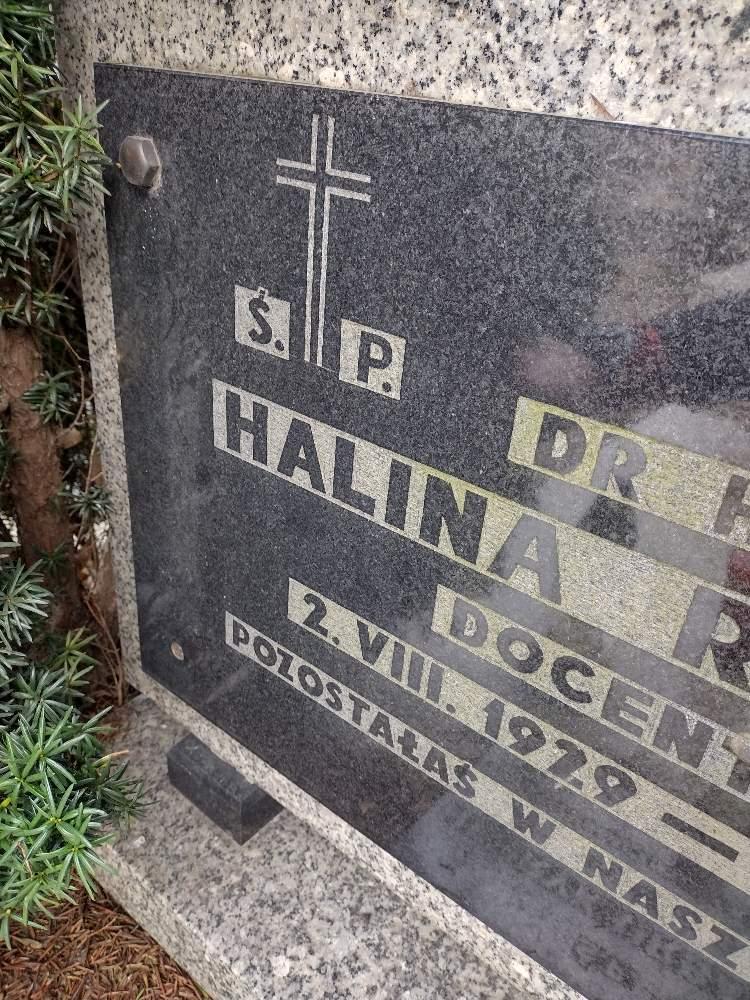 Ś. P.
DR H
HALINA R
DOCENT
2. VIII. 1929 –
POZOSTAŁAŚ W NASZ